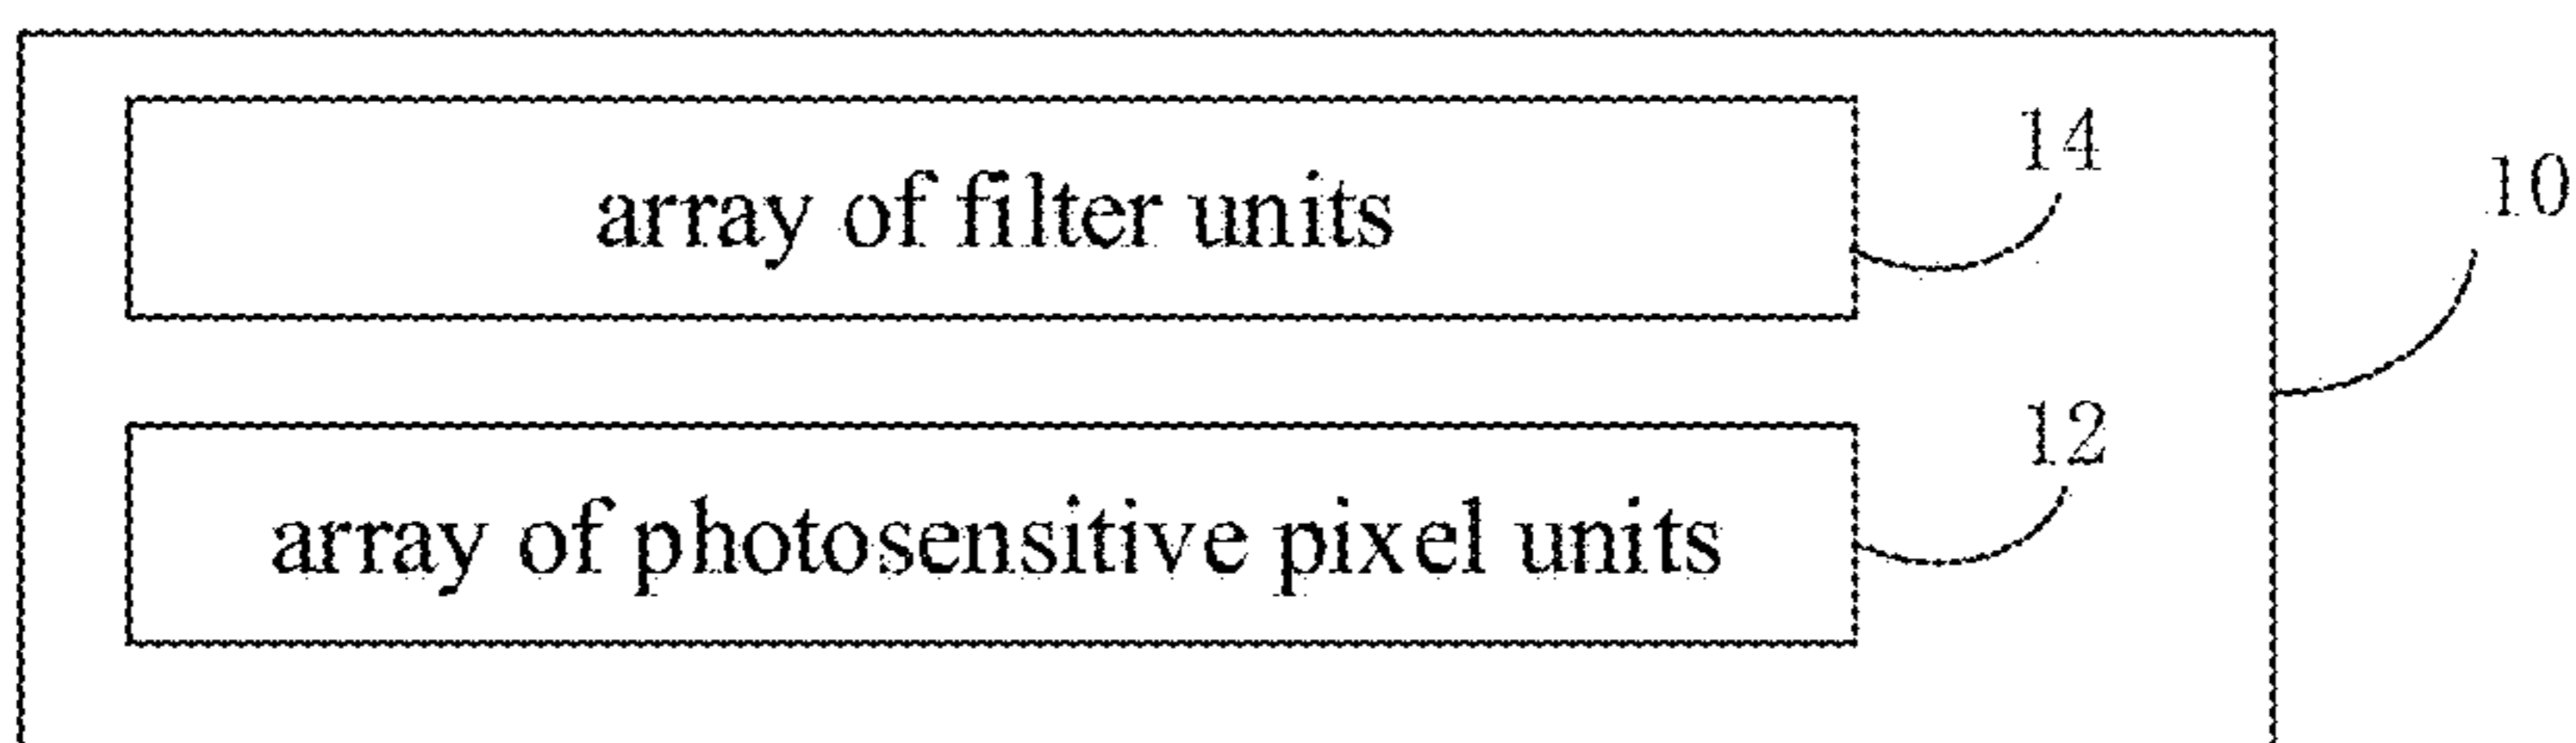 14
10
array of filter units
12
array of photosensitive pixel units